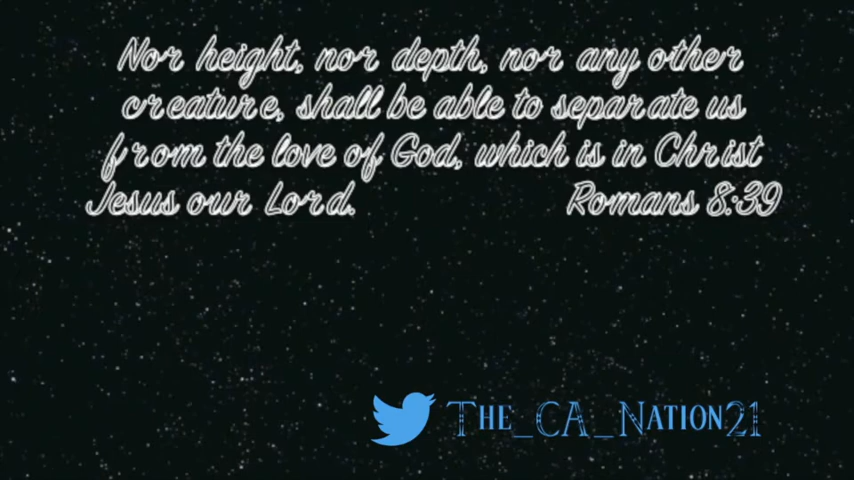 Nor height, nor depth, nor any other
creature, shall be able to separate us
from the love of God, which is in Christ
Jesus our Lord. Romans 8:39
The_CA_Nation21